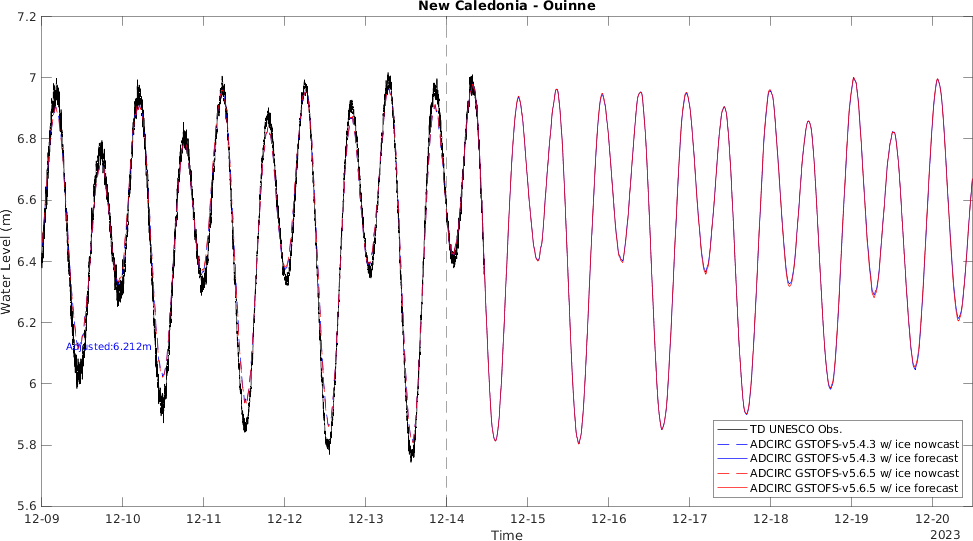 New Caledonia - Ouinne
7.2
7
6.8
6.6
6.4
6.2
6
5.8
5.6
Water Level (m)
Adjusted:6.212m
TD UNESCO Obs.
ADCIRC GSTOFS-v5.4.3 w/ ice nowcast
ADCIRC GSTOFS-v5.4.3 w/ ice forecast
ADCIRC GSTOFS-v5.6.5 w/ ice nowcast
ADCIRC GSTOFS-v5.6.5 w/ ice forecast
12-09 12-10 12-11 12-12 12-13 12-14 12-15 12-16 12-17 12-18 12-19 12-20
Time
2023